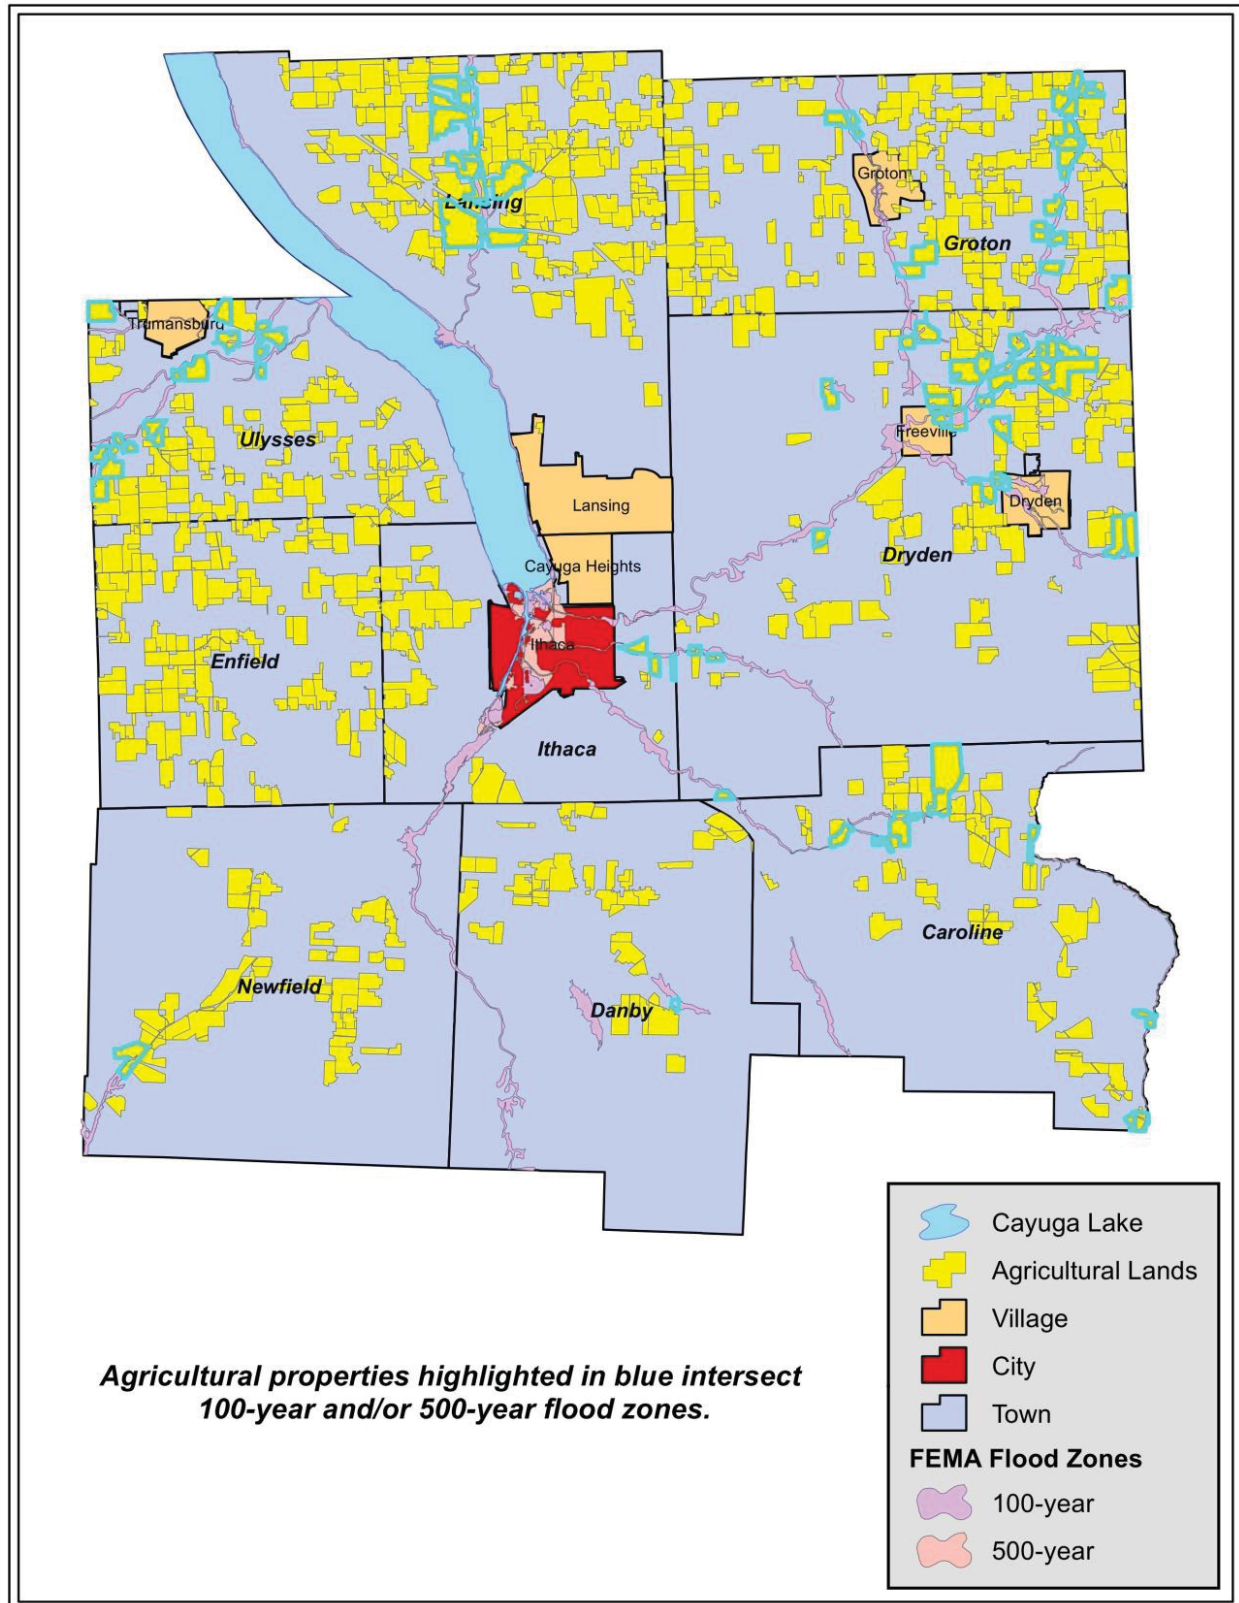 Lansing
Groton
Groton
Trumansburg
Ulysses
Freeville
Lansing
Dryden
Dryden
Cayuga Heights
Ithaca
Enfield
Ithaca
Caroline
Newfield
Danby
Agricultural properties highlighted in blue intersect
100-year and/or 500-year flood zones.
Cayuga Lake
Agricultural Lands
Village
City
Town
FEMA Flood Zones
100-year
500-year